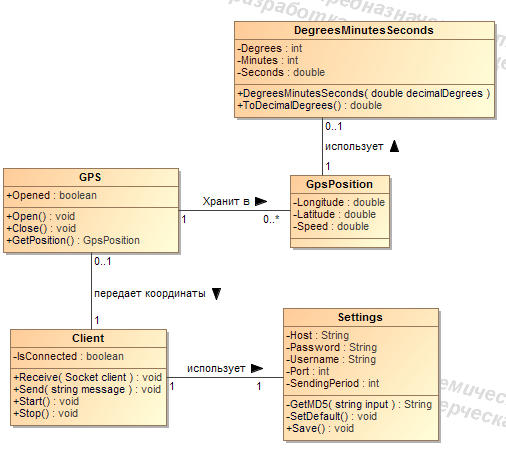 предназначе
разработка
DegreesMinutesSeconds
-Degrees : int
-Minutes : int
-Seconds : double
+DegreesMinutesSeconds( double decimalDegrees )
+ToDecimalDegrees() : double
0..1
использует
1
GPS
+Opened : boolean
+Open() : void
+Close() : void
+GetPosition() : GpsPosition
Хранит в
1
0..*
GpsPosition
-Longitude : double
-Latitude : double
-Speed : double
0..1
передает координаты
1
Client
-IsConnected : boolean
+Receive( Socket client ) : void
+Send( string message ) : void
+Start() : void
+Stop() : void
использует
1
1
Settings
-Host : String
-Password : String
-Username : String
-Port : int
-SendingPeriod : int
-GetMD5( string input ) : String
-SetDefault() : void
+Save() : void